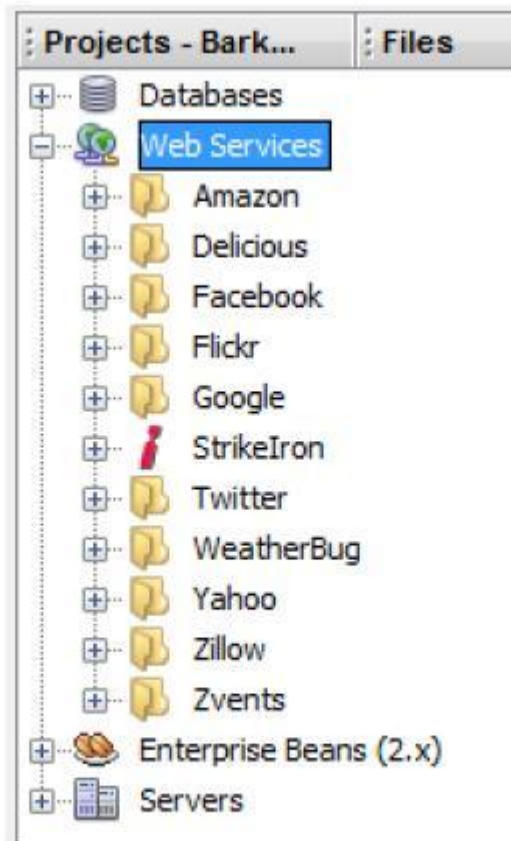 Projects - Bark... Files
Databases
Web Services
Amazon
Delicious
Facebook
Flickr
Google
StrikeIron
Twitter
WeatherBug
Yahoo
Zillow
Zvents
Enterprise Beans (2.x)
Servers